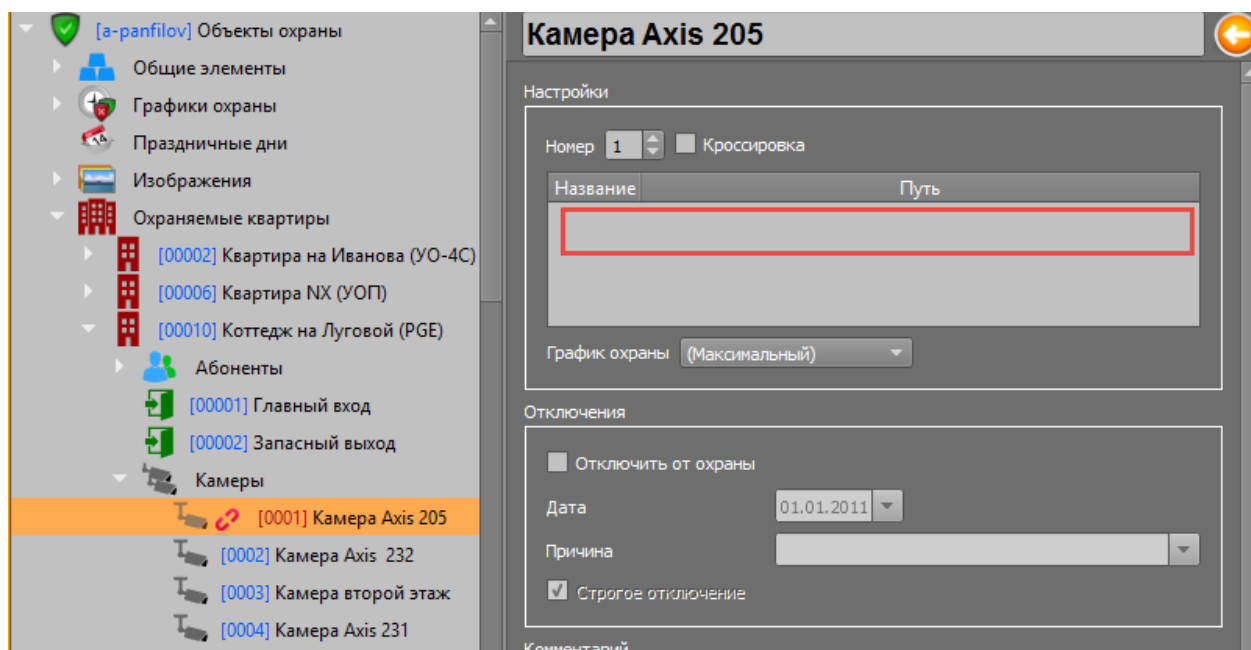 [a-panfilov] Объекты охраны
Общие элементы
Графики охраны
Праздничные дни
Изображения
Охраняемые квартиры
[00002] Квартира на Иванова (УО-4С)
[00006] Квартира NX (УОП)
[00010] Коттедж на Луговой (PGE)
Абоненты
[00001] Главный вход
[00002] Запасный выход
Камеры
[0001] Камера Axis 205
[0002] Камера Axis 232
[0003] Камера второй этаж
[0004] Камера Axis 231
Камера Axis 205
Настройки
Номер 1 Кроссировка
Название Путь
График охраны (Максимальный)
Отключения
Отключить от охраны
Дата 01.01.2011
Причина
Строгое отключение
Комментарий